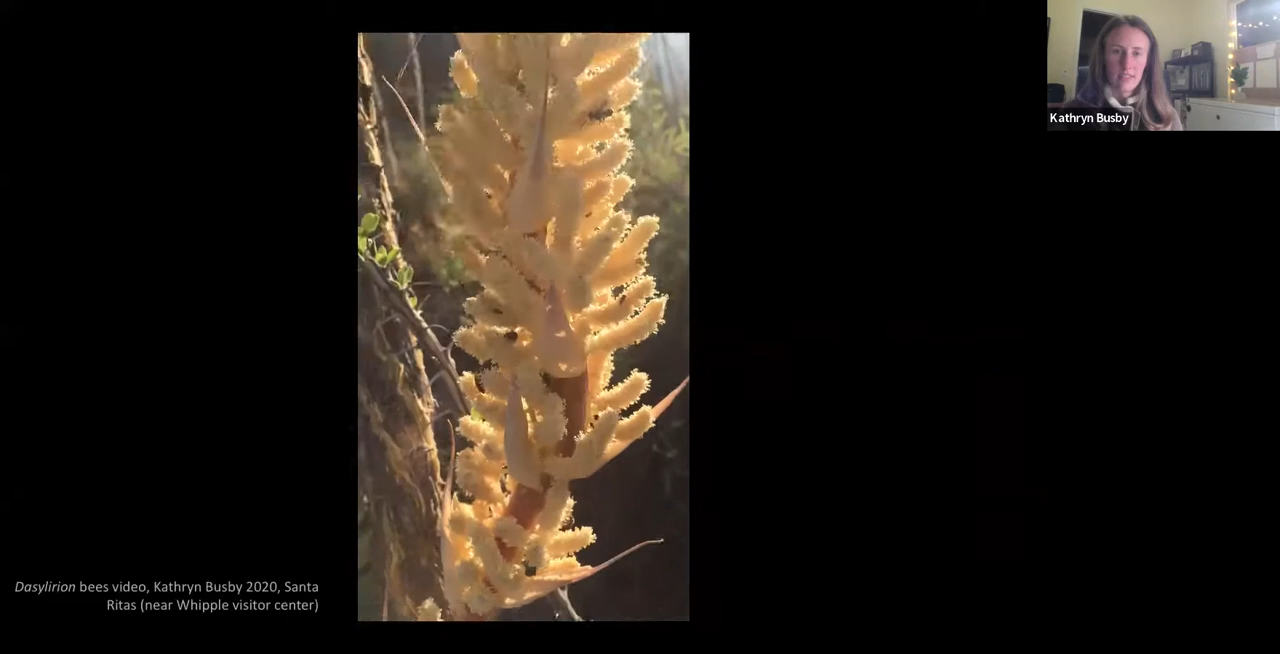 Kathryn Busby
Dasylirion bees video, Kathryn Busby 2020, Santa
Ritas (near Whipple visitor center)